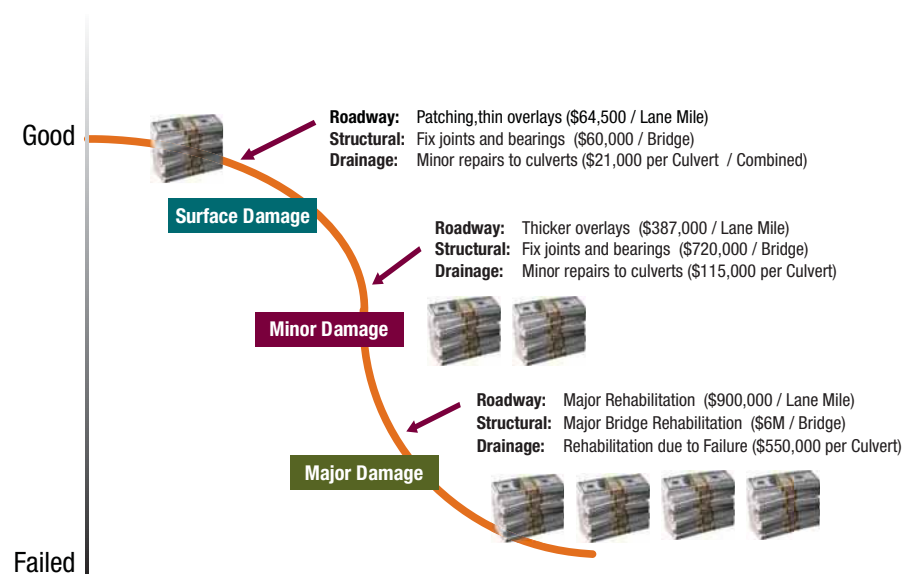 Good
Roadway: Patching,thin overlays ($64,500 / Lane Mile)
Structural: Fix joints and bearings ($60,000 / Bridge)
Drainage: Minor repairs to culverts ($21,000 per Culvert / Combined)
Surface Damage
Roadway: Thicker overlays ($387,000 / Lane Mile)
Structural: Fix joints and bearings ($720,000 / Bridge)
Drainage: Minor repairs to culverts ($115,000 per Culvert)
Minor Damage
Roadway: Major Rehabilitation ($900,000 / Lane Mile)
Structural: Major Bridge Rehabilitation ($6M / Bridge)
Drainage: Rehabilitation due to Failure ($550,000 per Culvert)
Major Damage
Failed